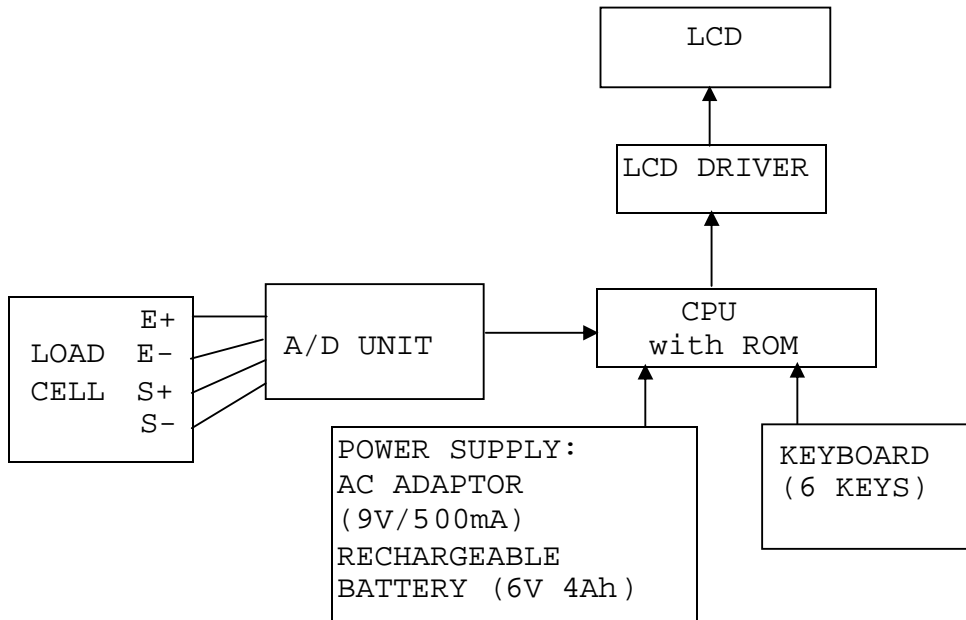 LCD
LCD DRIVER
CPU
with ROM
A/D UNIT
E+
LOAD E-
CELL S+
S-
POWER SUPPLY:
AC ADAPTOR
(9V/500mA)
RECHARGEABLE
BATTERY (6V 4Ah)
KEYBOARD
(6 KEYS)